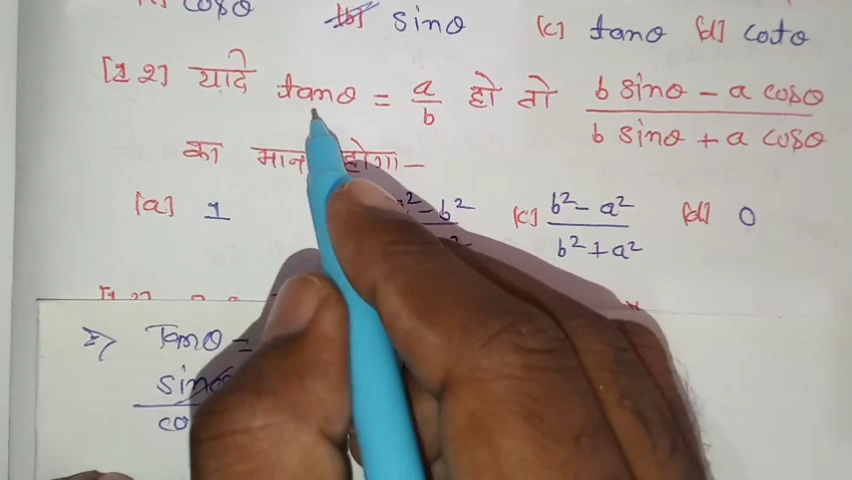 cosθ [b] sinθ [c] tanθ [d] cotθ
[12] यदि tanθ = a/b हो तो (b sinθ - a cosθ)/(b sinθ + a cosθ)
का मान होगा-
[a] 1 [c] (b² - a²)/(b² + a²) [d] 0
⇒ Tanθ =
sinθ